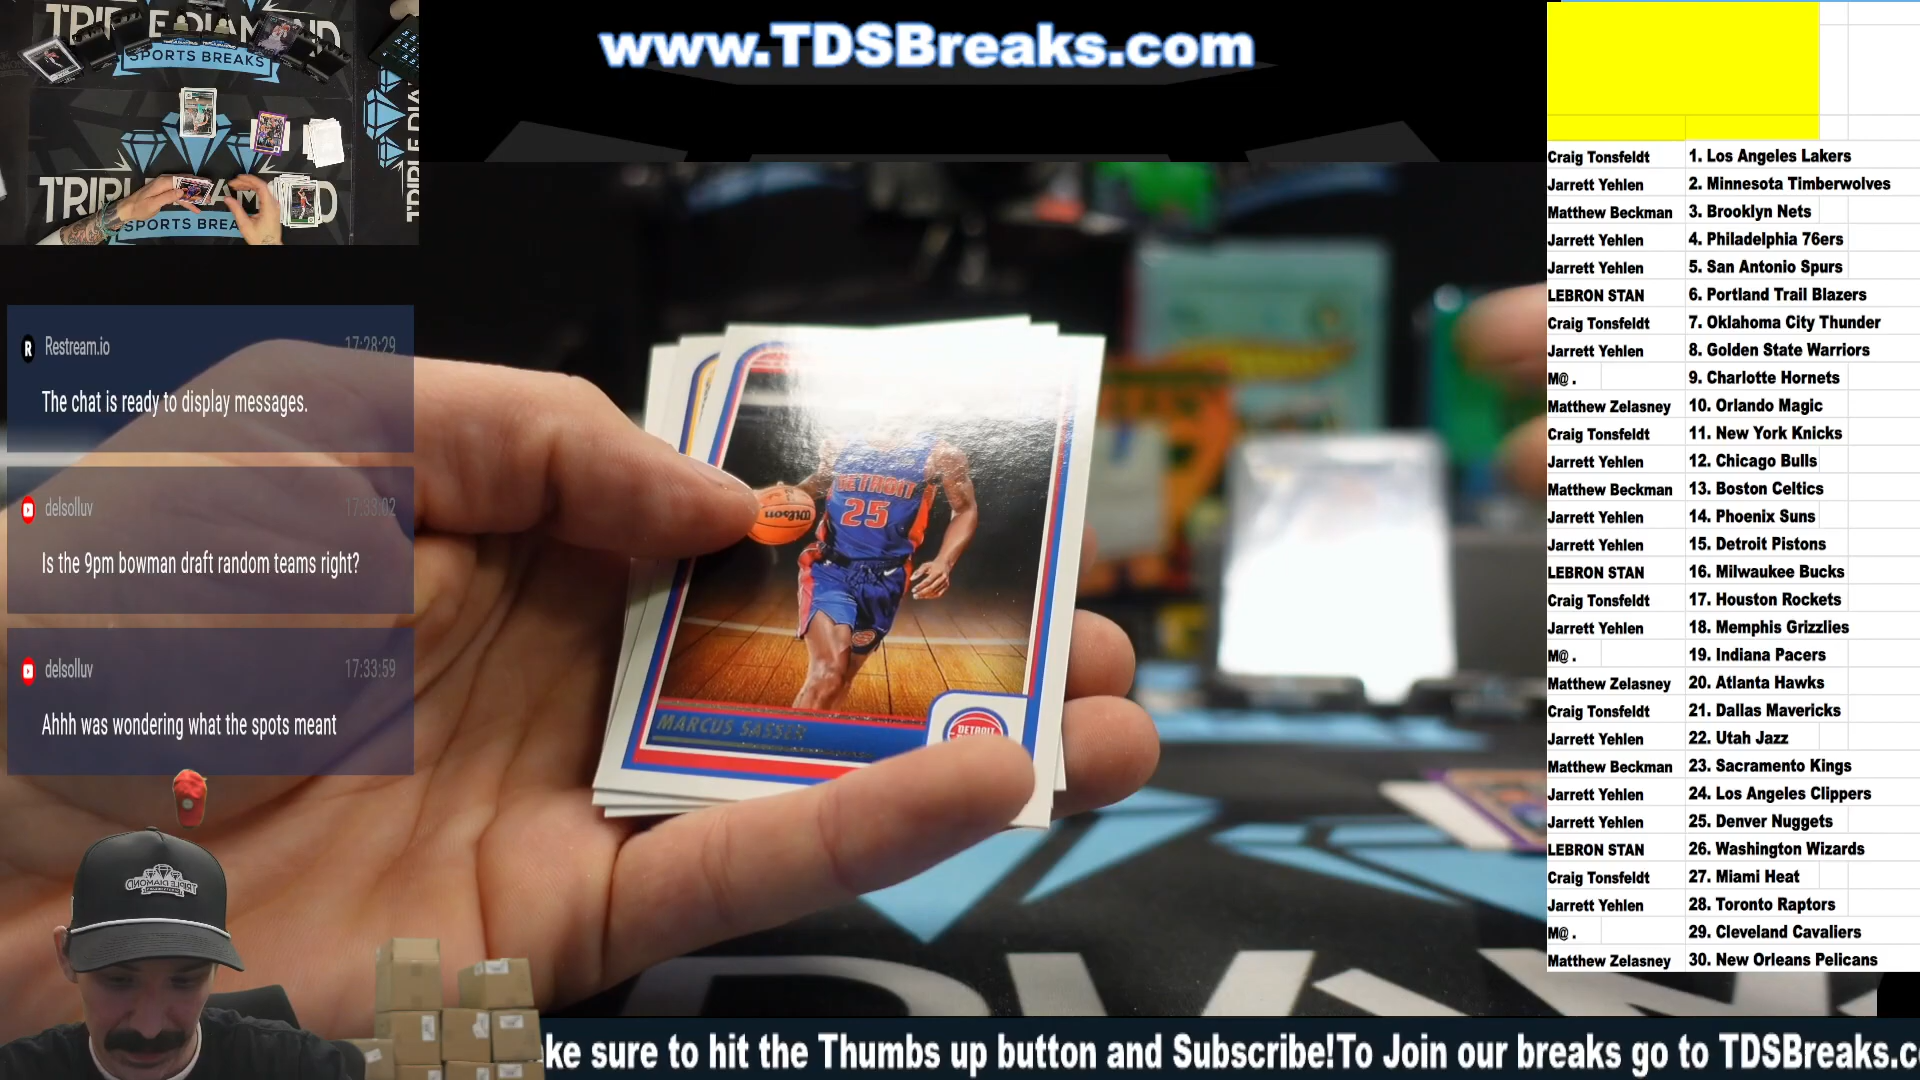 SPORTS BREAKS
TRIPLE DIAMOND
SPORTS BREA
www.TDSBreaks.com
Restream.io
17:28:29
The chat is ready to display messages.
delsolluv
17:33:02
Is the 9pm bowman draft random teams right?
delsolluv
17:33:59
Ahhh was wondering what the spots meant
TRIPLE DIAMOND
Wilson
DETROIT
25
MARCUS SASSER
DETROIT
Craig Tonsfeldt 1. Los Angeles Lakers
Jarrett Yehlen 2. Minnesota Timberwolves
Matthew Beckman 3. Brooklyn Nets
Jarrett Yehlen 4. Philadelphia 76ers
Jarrett Yehlen 5. San Antonio Spurs
LEBRON STAN 6. Portland Trail Blazers
Craig Tonsfeldt 7. Oklahoma City Thunder
Jarrett Yehlen 8. Golden State Warriors
M@ . 9. Charlotte Hornets
Matthew Zelasney 10. Orlando Magic
Craig Tonsfeldt 11. New York Knicks
Jarrett Yehlen 12. Chicago Bulls
Matthew Beckman 13. Boston Celtics
Jarrett Yehlen 14. Phoenix Suns
Jarrett Yehlen 15. Detroit Pistons
LEBRON STAN 16. Milwaukee Bucks
Craig Tonsfeldt 17. Houston Rockets
Jarrett Yehlen 18. Memphis Grizzlies
M@ . 19. Indiana Pacers
Matthew Zelasney 20. Atlanta Hawks
Craig Tonsfeldt 21. Dallas Mavericks
Jarrett Yehlen 22. Utah Jazz
Matthew Beckman 23. Sacramento Kings
Jarrett Yehlen 24. Los Angeles Clippers
Jarrett Yehlen 25. Denver Nuggets
LEBRON STAN 26. Washington Wizards
Craig Tonsfeldt 27. Miami Heat
Jarrett Yehlen 28. Toronto Raptors
M@ . 29. Cleveland Cavaliers
Matthew Zelasney 30. New Orleans Pelicans
ke sure to hit the Thumbs up button and Subscribe!To Join our breaks go to TDSBreaks.c